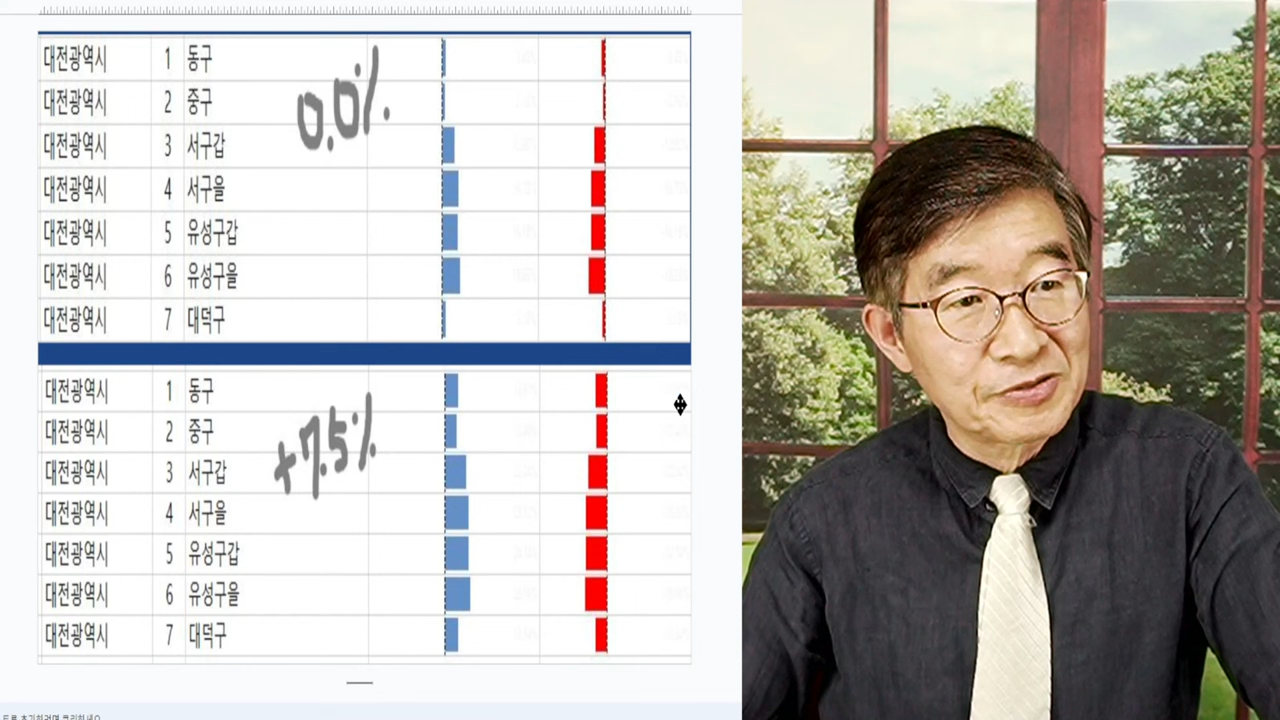 대전광역시 1 동구
대전광역시 2 중구
0.0%
대전광역시 3 서구갑
대전광역시 4 서구을
대전광역시 5 유성구갑
대전광역시 6 유성구을
대전광역시 7 대덕구
대전광역시 1 동구
대전광역시 2 중구
+7.5%
대전광역시 3 서구갑
대전광역시 4 서구을
대전광역시 5 유성구갑
대전광역시 6 유성구을
대전광역시 7 대덕구